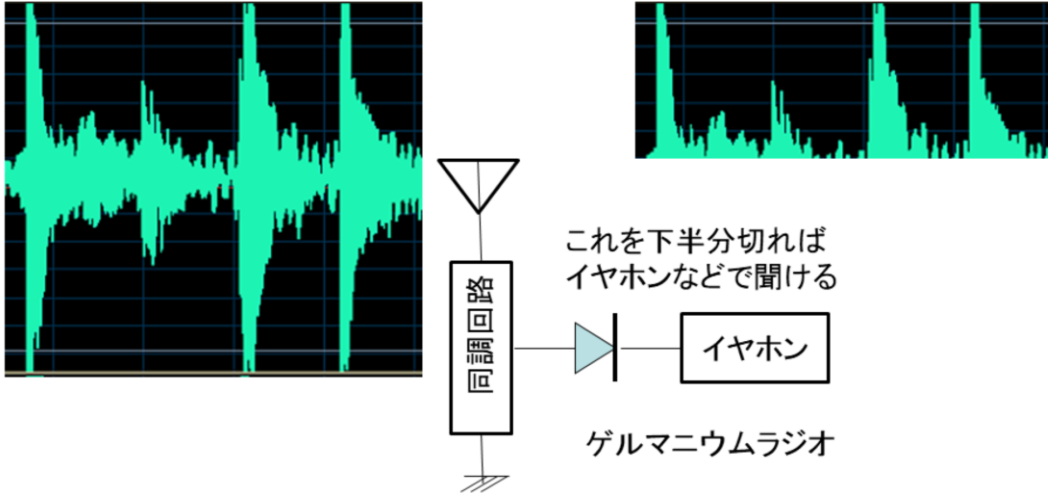 これを下半分切れば
イヤホンなどで聞ける
同調回路
イヤホン
ゲルマニウムラジオ